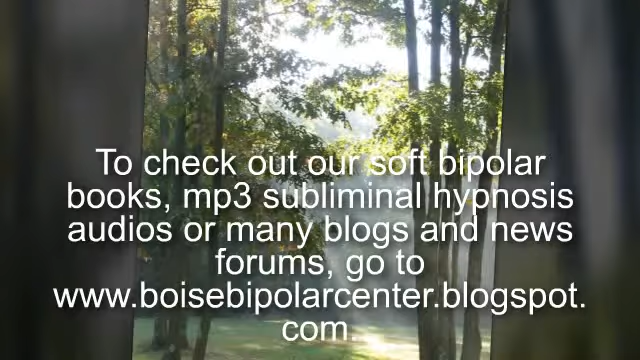 To check out our soft bipolar
books, mp3 subliminal hypnosis
audios or many blogs and news
forums, go to
www.boisebipolarcenter.blogspot.
com.